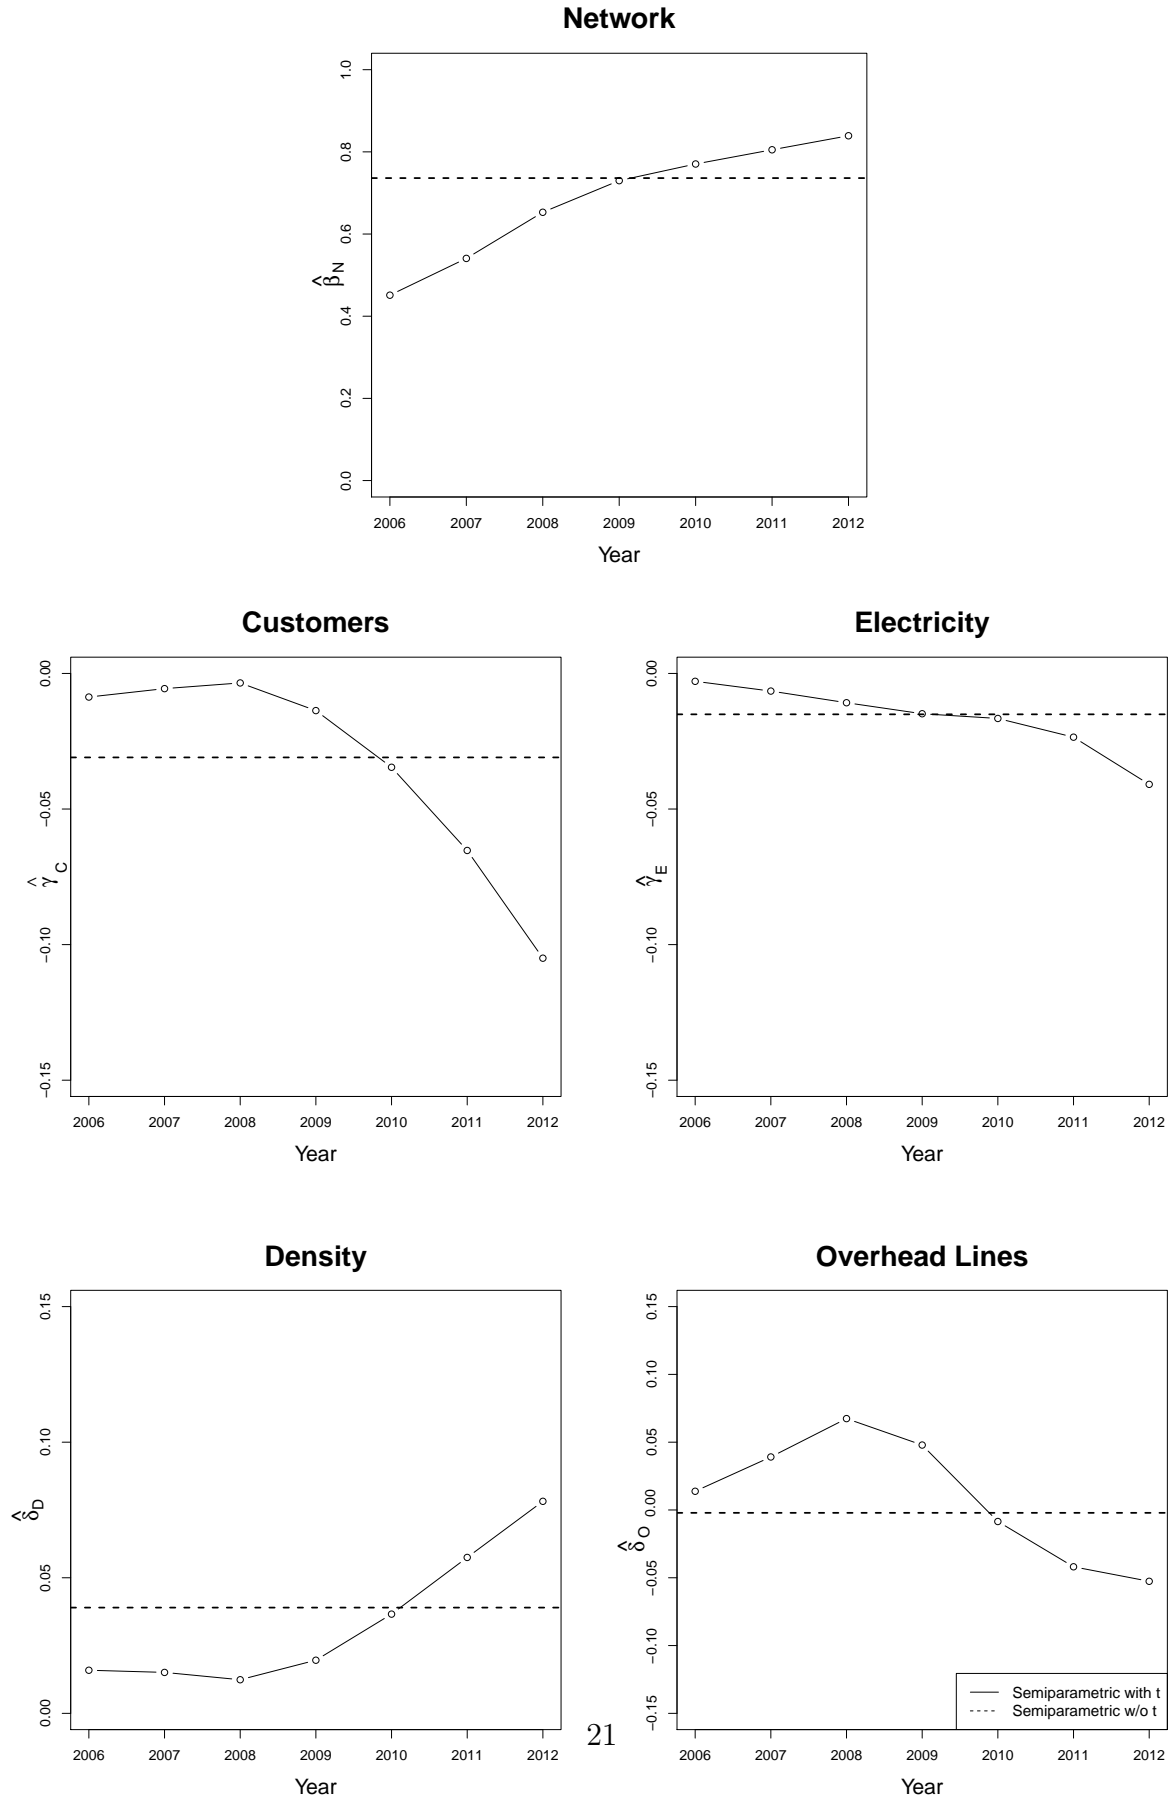 Network
1.0
0.8
0.6
0.4
0.2
0.0
β̂_N
2006 2007 2008 2009 2010 2011 2012
Year
Customers
0.00
−0.05
−0.10
−0.15
γ̂_C
2006 2007 2008 2009 2010 2011 2012
Year
Electricity
0.00
−0.05
−0.10
−0.15
γ̂_E
2006 2007 2008 2009 2010 2011 2012
Year
Density
0.15
0.10
0.05
0.00
δ̂_D
2006 2007 2008 2009 2010 2011 2012
Year
Overhead Lines
0.15
0.10
0.05
0.00
−0.05
−0.10
−0.15
δ̂_O
Semiparametric with t
Semiparametric w/o t
2006 2007 2008 2009 2010 2011 2012
Year
21